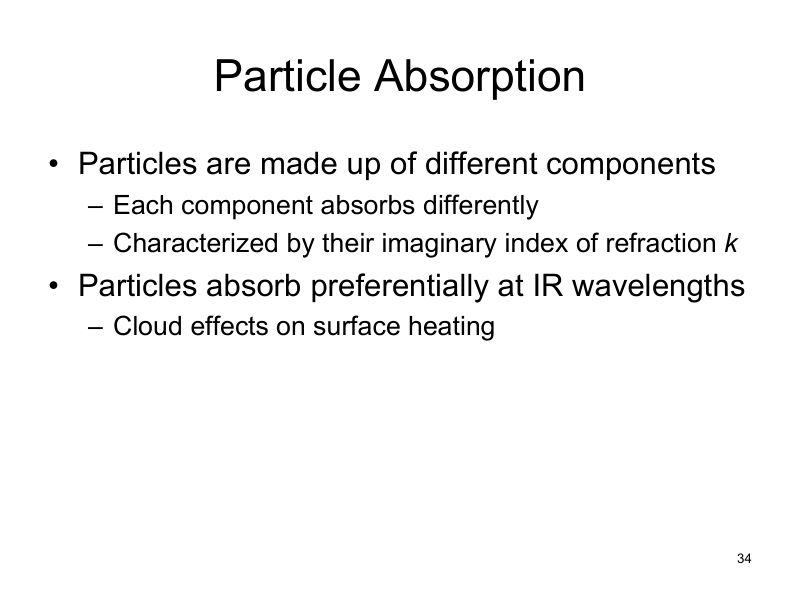 Particle Absorption
• Particles are made up of different components
– Each component absorbs differently
– Characterized by their imaginary index of refraction k
• Particles absorb preferentially at IR wavelengths
– Cloud effects on surface heating
34